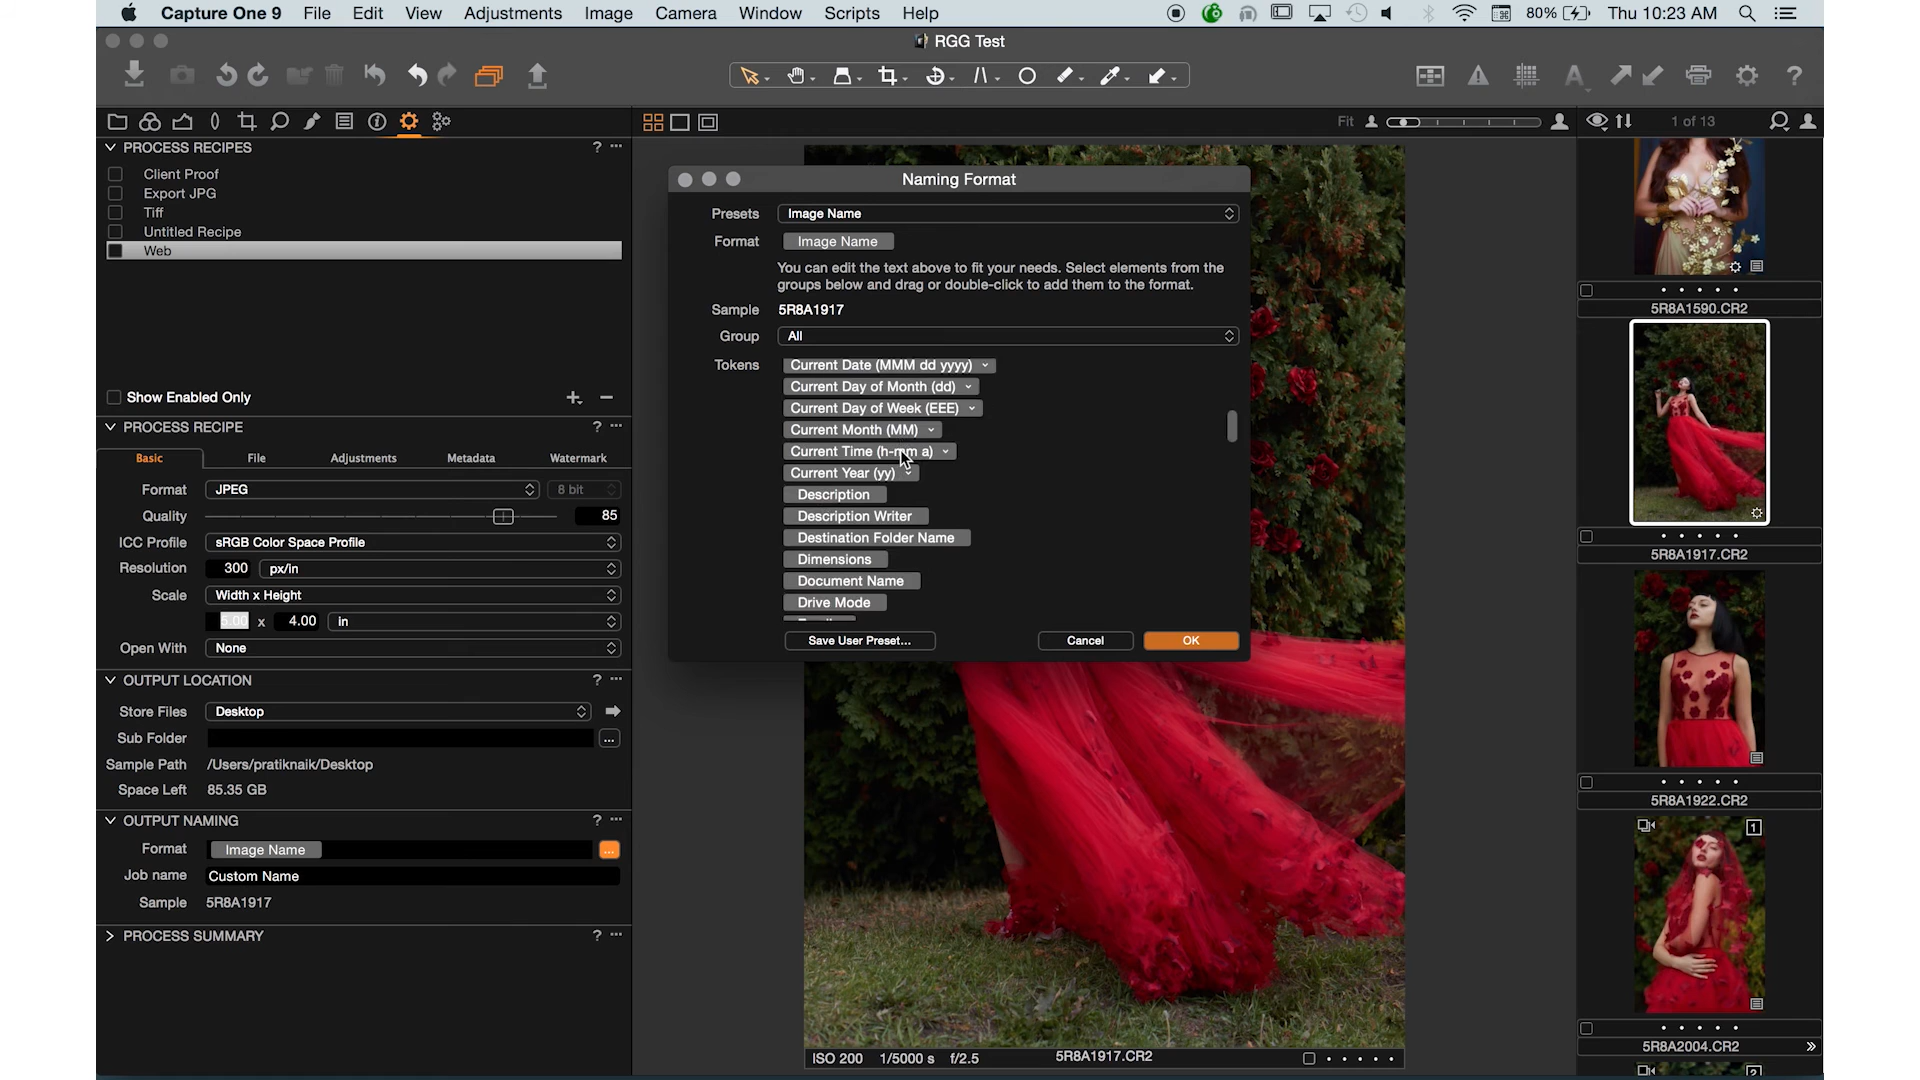 Capture One 9 File Edit View Adjustments Image Camera Window Scripts Help 80% Thu 10:23 AM
RGG Test
Fit 1 of 13
PROCESS RECIPES ?
Client Proof
Export JPG
Tiff
Untitled Recipe
Web
Show Enabled Only
PROCESS RECIPE ?
Basic File Adjustments Metadata Watermark
Format JPEG 8 bit
Quality 85
ICC Profile sRGB Color Space Profile
Resolution 300 px/in
Scale Width x Height
x 4.00 in
Open With None
OUTPUT LOCATION ?
Store Files Desktop
Sub Folder ...
Sample Path /Users/pratiknaik/Desktop
Space Left 85.35 GB
OUTPUT NAMING ?
Format Image Name ...
Job name Custom Name
Sample 5R8A1917
PROCESS SUMMARY ?
Naming Format
Presets Image Name
Format Image Name
You can edit the text above to fit your needs. Select elements from the
groups below and drag or double-click to add them to the format.
Sample 5R8A1917
Group All
Tokens Current Date (MMM dd yyyy)
Current Day of Month (dd)
Current Day of Week (EEE)
Current Month (MM)
Current Time (h-mm a)
Current Year (yy)
Description
Description Writer
Destination Folder Name
Dimensions
Document Name
Drive Mode
Save User Preset... Cancel OK
ISO 200 1/5000 s f/2.5 5R8A1917.CR2
5R8A1590.CR2
5R8A1917.CR2
5R8A1922.CR2
1
5R8A2004.CR2
2